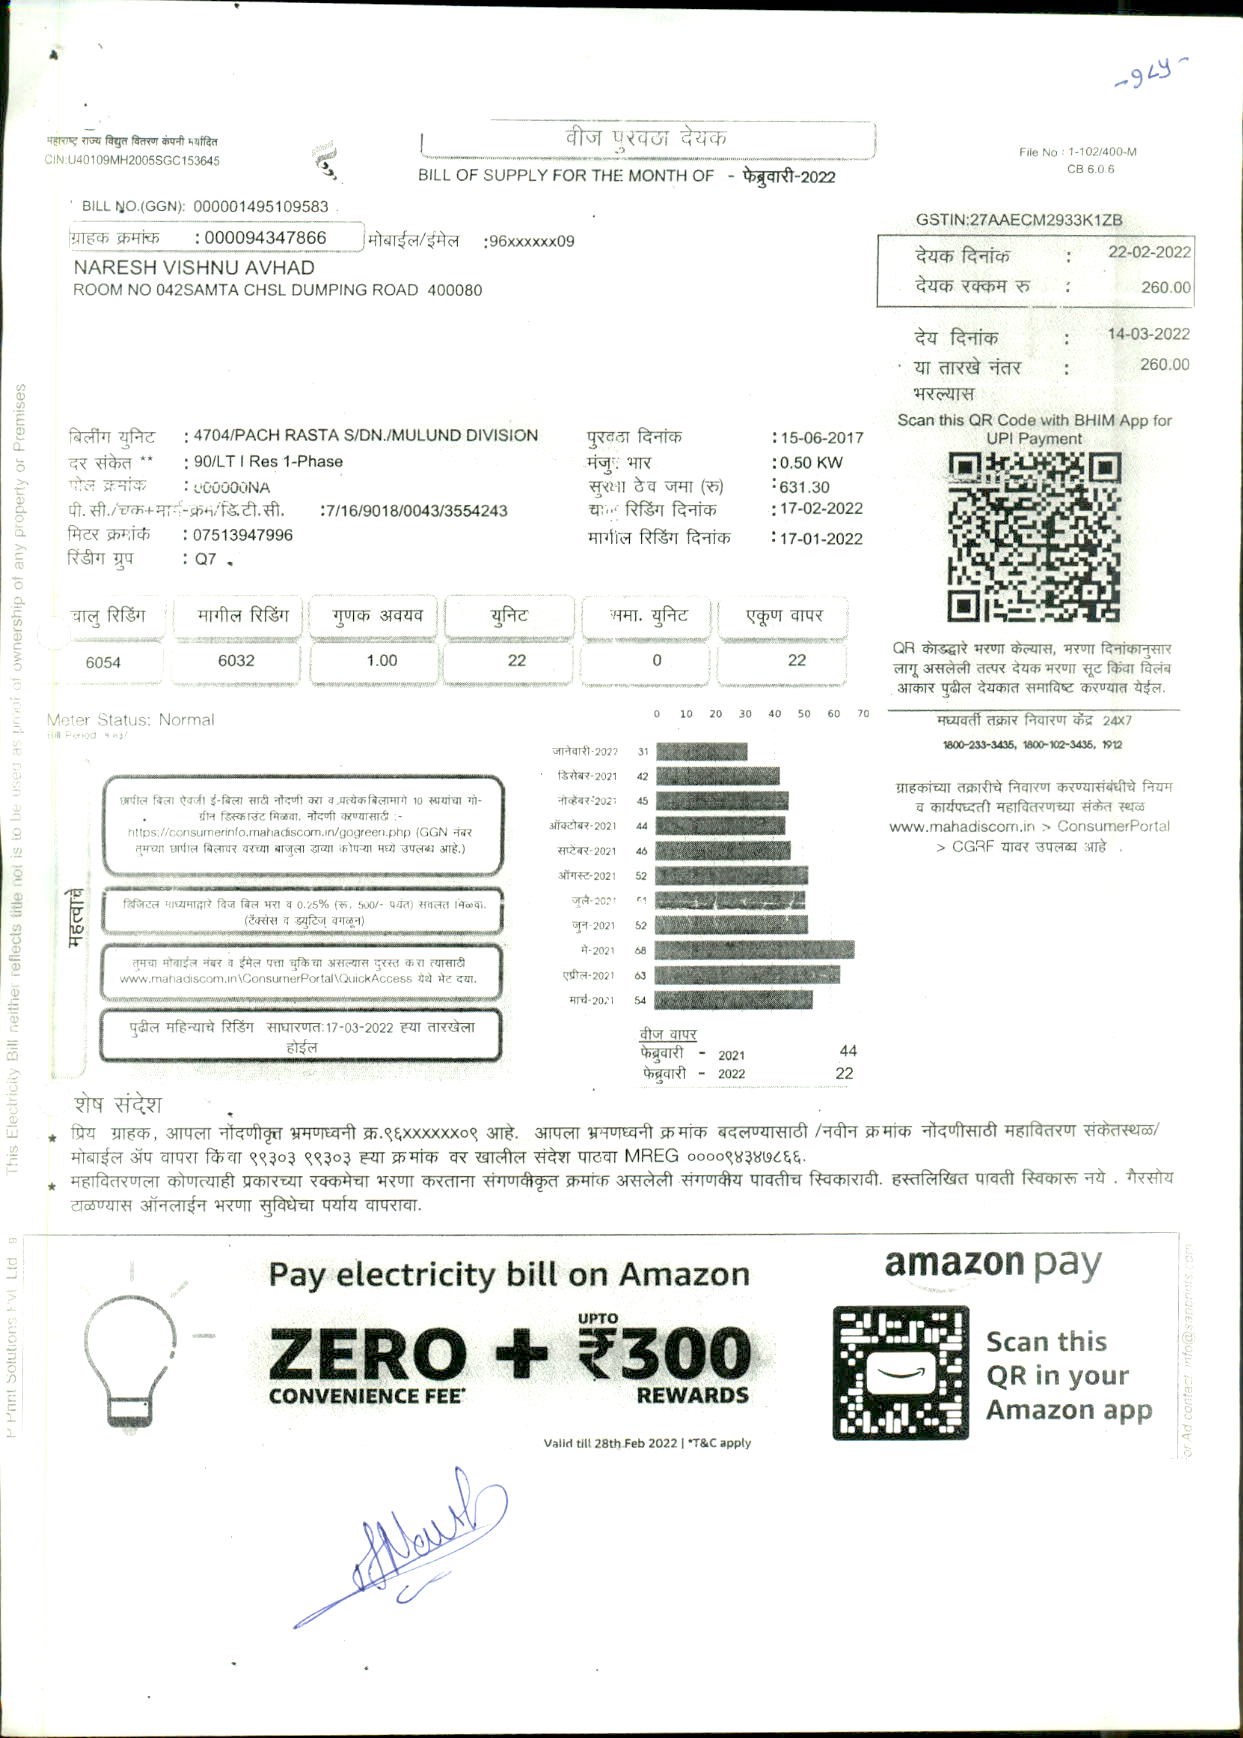 महाराष्ट्र राज्य विद्युत वितरण कंपनी मर्यादित
CIN:U40109MH2005SGC153645
वीज पुरवठा देयक
BILL OF SUPPLY FOR THE MONTH OF - फेब्रुवारी-2022
File No : 1-102/400-M
CB 6.0.6
BILL NO.(GGN): 000001495109583
ग्राहक क्रमांक : 000094347866 मोबाईल/ईमेल :96xxxxxx09
NARESH VISHNU AVHAD
ROOM NO 042SAMTA CHSL DUMPING ROAD 400080
GSTIN:27AAECM2933K1ZB
देयक दिनांक : 22-02-2022
देयक रक्कम रु : 260.00
देय दिनांक : 14-03-2022
या तारखे नंतर : 260.00
भरल्यास
Scan this QR Code with BHIM App for
UPI Payment
बिलींग युनिट : 4704/PACH RASTA S/DN./MULUND DIVISION
दर संकेत ** : 90/LT I Res 1-Phase
पोल क्रमांक : 000000NA
पी.सी./चक्र+मार्ग-क्रम/डि.टी.सी. :7/16/9018/0043/3554243
मिटर क्रमांक : 07513947996
रिडींग ग्रुप : Q7
पुरवठा दिनांक : 15-06-2017
मंजुर भार : 0.50 KW
सुरक्षा ठेव जमा (रु) : 631.30
चालु रिडिंग दिनांक : 17-02-2022
मागील रिडिंग दिनांक : 17-01-2022
चालु रिडिंग मागील रिडिंग गुणक अवयव युनिट समा. युनिट एकूण वापर
6054 6032 1.00 22 0 22
QR कोडद्वारे भरणा केल्यास, भरणा दिनांकानुसार
लागू असलेली तत्पर देयक भरणा सूट किंवा विलंब
आकार पुढील देयकात समाविष्ट करण्यात येईल.
Meter Status: Normal
Bill Period
मध्यवर्ती तक्रार निवारण केंद्र 24X7
1800-233-3435, 1800-102-3435, 1912
ग्राहकांच्या तक्रारीचे निवारण करण्यासंबंधीचे नियम
व कार्यपध्दती महावितरणच्या संकेत स्थळ
www.mahadiscom.in > ConsumerPortal
> CGRF यावर उपलब्ध आहे .
महत्वाचे
छापील बिला ऐवजी ई-बिला साठी नोंदणी करा व प्रत्येक बिलामागे 10 रूपयांचा गो-
ग्रीन डिस्काउंट मिळवा. नोंदणी करण्यासाठी :-
https://consumerinfo.mahadiscom.in/gogreen.php (GGN नंबर
तुमच्या छापील बिलावर वरच्या बाजुला डाव्या कोपऱ्या मध्ये उपलब्ध आहे.)
डिजिटल माध्यमाद्वारे विज बिल भरा व 0.25% (रू. 500/- पर्यंत) सवलत मिळवा.
(टॅक्सेस व ड्युटिज वगळून)
तुमचा मोबाईल नंबर व ईमेल पत्ता चुकिचा असल्यास दुरुस्त करा त्यासाठी
www.mahadiscom.in\ConsumerPortal\QuickAccess येथे भेट दया.
पुढील महिन्याचे रिडिंग साधारणत:17-03-2022 ह्या तारखेला
होईल
0 10 20 30 40 50 60 70
जानेवारी-2022 31
डिसेंबर-2021 42
नोव्हेंबर-2021 45
ऑक्टोबर-2021 44
सप्टेंबर-2021 46
ऑगस्ट-2021 52
जुलै-2021 51
जुन-2021 52
मे-2021 68
एप्रील-2021 63
मार्च-2021 54
वीज वापर
फेब्रुवारी - 2021 44
फेब्रुवारी - 2022 22
This Electricity Bill neither reflects title not is to be used as proof of ownership of any property or Premises
शेष संदेश
★ प्रिय ग्राहक, आपला नोंदणीकृत भ्रमणध्वनी क्र.९६XXXXXX०९ आहे. आपला भ्रमणध्वनी क्रमांक बदलण्यासाठी /नवीन क्रमांक नोंदणीसाठी महावितरण संकेतस्थळ/
मोबाईल ॲप वापरा किंवा ९९३०३ ९९३०३ ह्या क्रमांक वर खालील संदेश पाठवा MREG ००००९४३४७८६६.
★ महावितरणला कोणत्याही प्रकारच्या रक्कमेचा भरणा करताना संगणकीकृत क्रमांक असलेली संगणकीय पावतीच स्विकारावी. हस्तलिखित पावती स्विकारू नये . गैरसोय
टाळण्यास ऑनलाईन भरणा सुविधेचा पर्याय वापरावा.
Pay electricity bill on Amazon
ZERO + UPTO ₹300
CONVENIENCE FEE* REWARDS
Valid till 28th Feb 2022 | *T&C apply
amazon pay
Scan this
QR in your
Amazon app